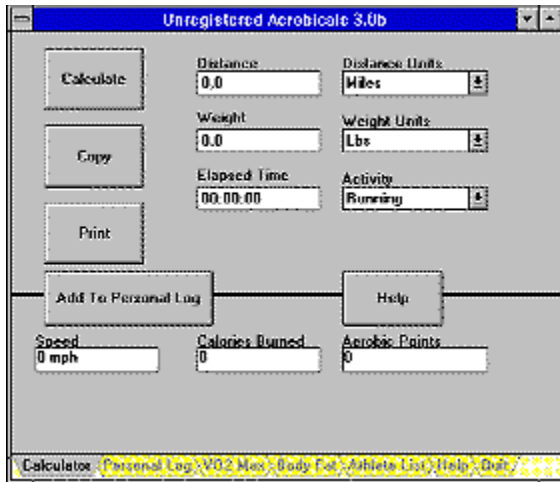 Unregistered Aerobicalc 3.0b
Calculate
Distance
Distance Units
0.0
Miles
Copy
Weight
Weight Units
0.0
Lbs
Elapsed Time
Activity
00:00:00
Running
Print
Add To Personal Log
Help
Speed
Calories Burned
Aerobic Points
0 mph
0
0
Calculator Personal Log VO2 Max Body Fat Athlete List Help Quit